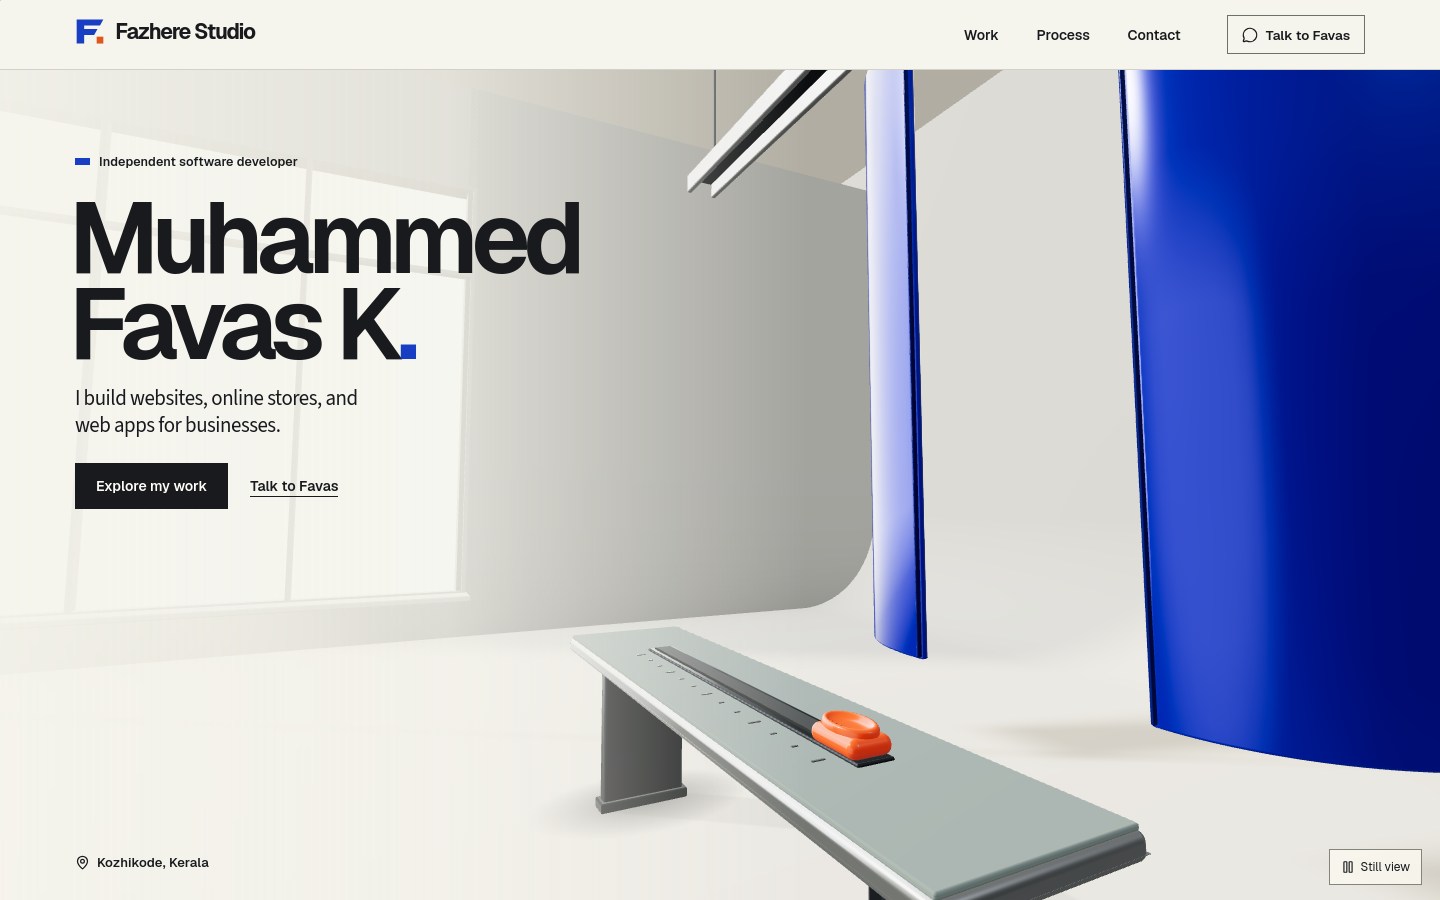 Fazhere Studio
Work
Process
Contact
Talk to Favas
Independent software developer
Muhammed
Favas K.
I build websites, online stores, and
web apps for businesses.
Explore my work
Talk to Favas
Kozhikode, Kerala
Still view